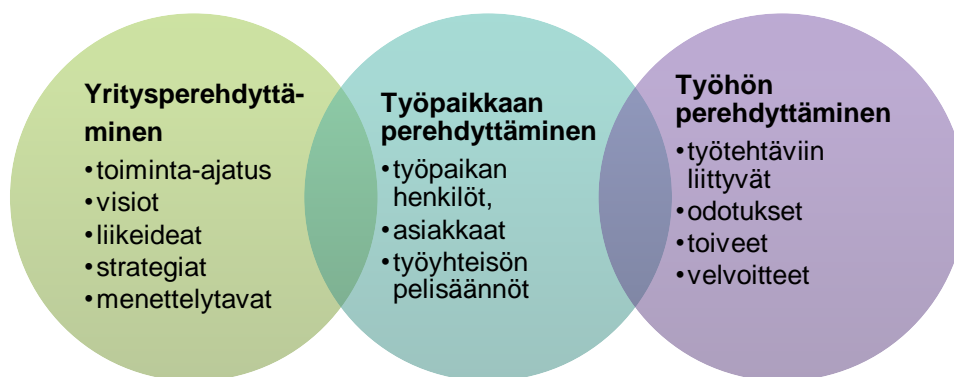 Yritysperehdyttä-
minen
•toiminta-ajatus
•visiot
•liikeideat
•strategiat
•menettelytavat
Työpaikkaan
perehdyttäminen
•työpaikan
henkilöt,
•asiakkaat
•työyhteisön
pelisäännöt
Työhön
perehdyttäminen
•työtehtäviin
liittyvät
•odotukset
•toiveet
•velvoitteet